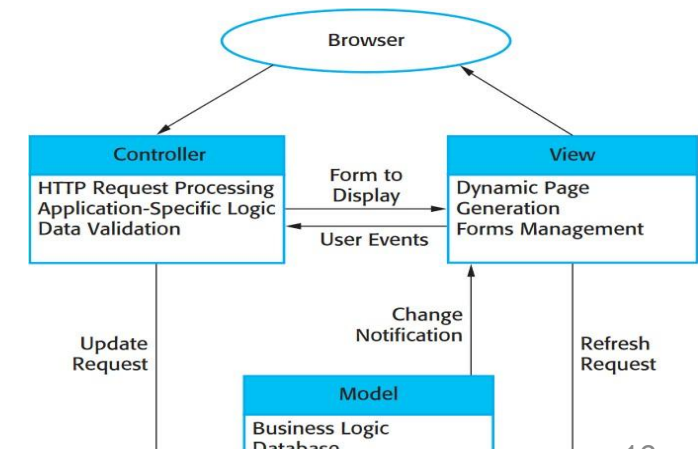 Browser
Controller
HTTP Request Processing
Application-Specific Logic
Data Validation
Form to
Display
User Events
View
Dynamic Page
Generation
Forms Management
Update
Request
Change
Notification
Refresh
Request
Model
Business Logic
Database